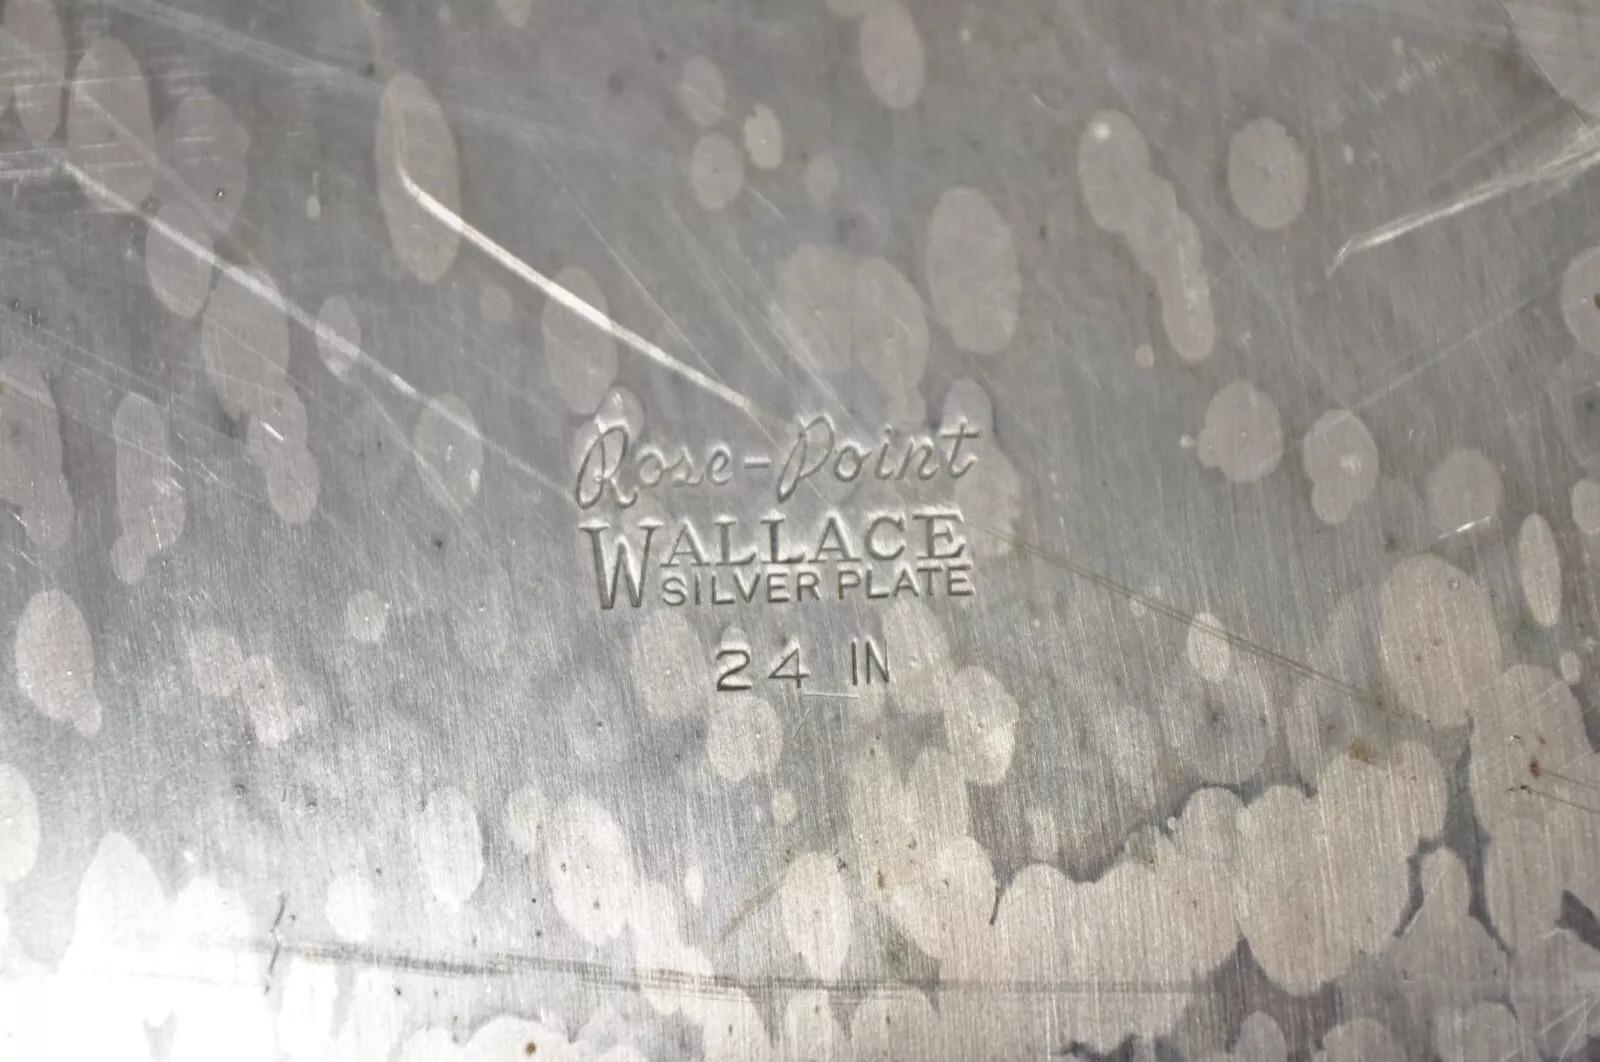 Rose-Point
WALLACE
SILVER PLATE
24 IN